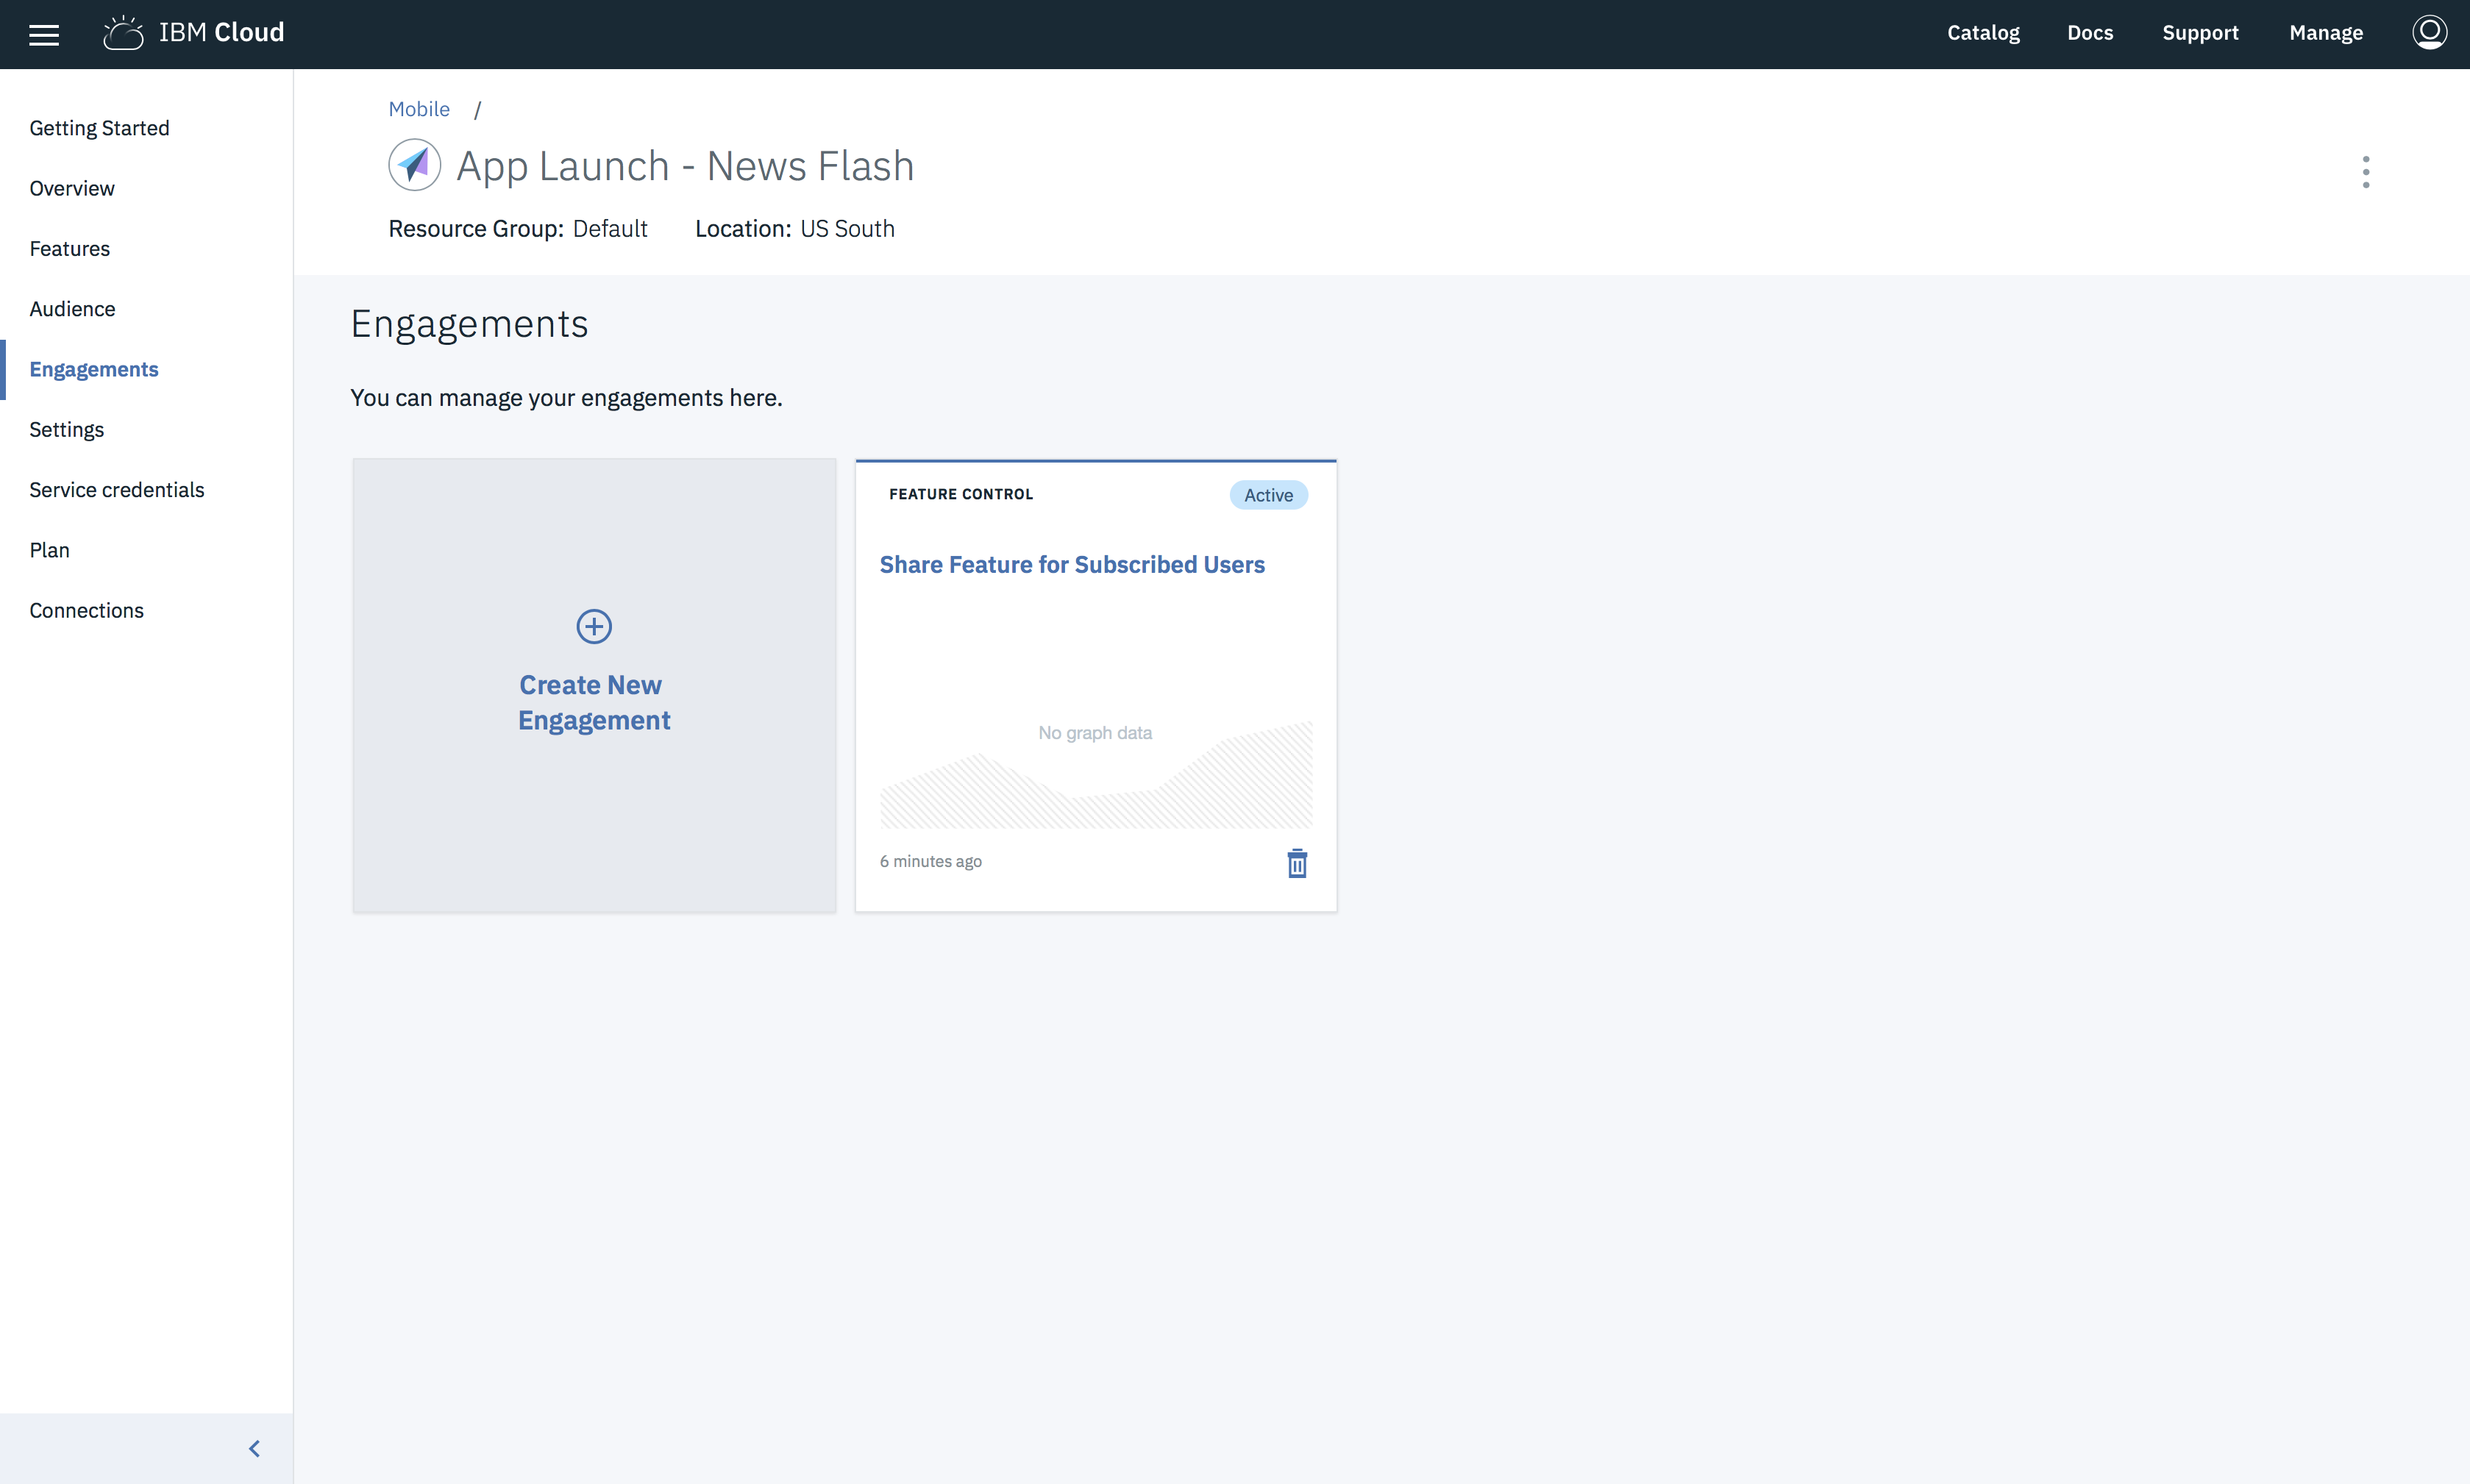 IBM Cloud
Catalog
Docs
Support
Manage
Getting Started
Overview
Features
Audience
Engagements
Settings
Service credentials
Plan
Connections
Mobile /
App Launch - News Flash
Resource Group: Default Location: US South
Engagements
You can manage your engagements here.
Create New
Engagement
FEATURE CONTROL
Active
Share Feature for Subscribed Users
No graph data
6 minutes ago